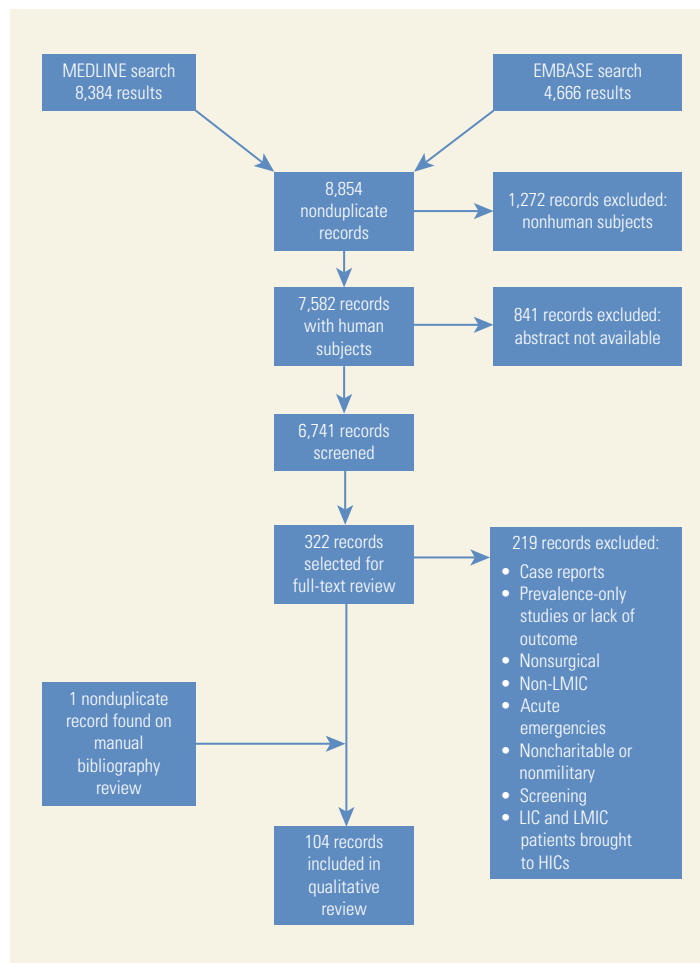 MEDLINE search
8,384 results
EMBASE search
4,666 results
8,854
nonduplicate
records
1,272 records excluded:
nonhuman subjects
7,582 records
with human
subjects
841 records excluded:
abstract not available
6,741 records
screened
322 records
selected for
full-text review
219 records excluded:
• Case reports
• Prevalence-only
studies or lack of
outcome
• Nonsurgical
• Non-LMIC
• Acute
emergencies
• Noncharitable or
nonmilitary
• Screening
• LIC and LMIC
patients brought
to HICs
1 nonduplicate
record found on
manual
bibliography
review
104 records
included in
qualitative
review